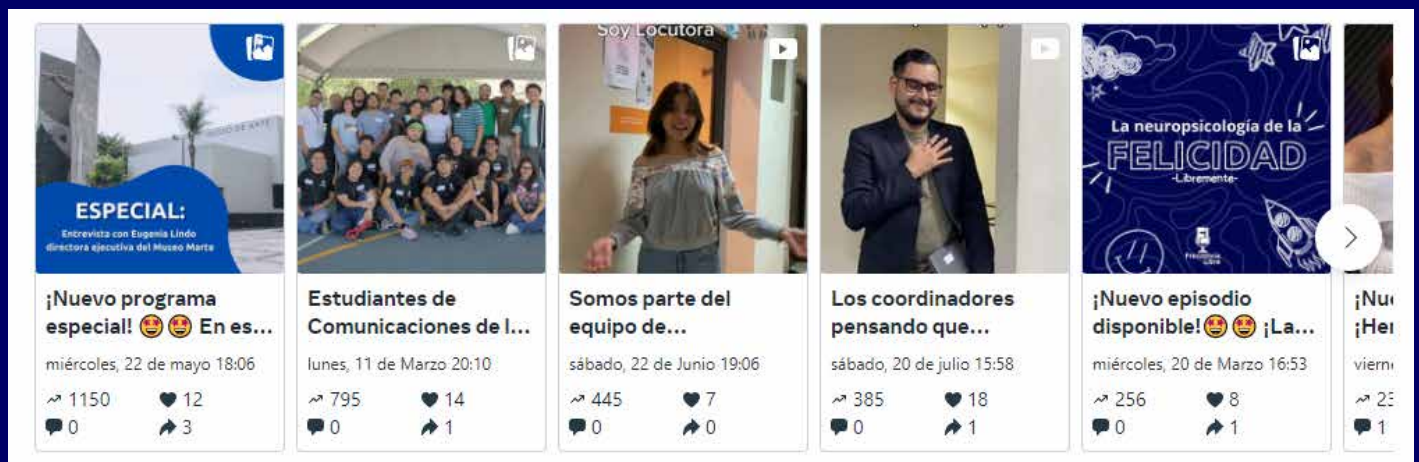 ESPECIAL:
Entrevista con Eugenia Lindo
directora ejecutiva del Museo Marte
¡Nuevo programa
especial! 🤩🤩 En es...
miércoles, 22 de mayo 18:06
1150 12
0 3
Estudiantes de
Comunicaciones de l...
lunes, 11 de Marzo 20:10
795 14
0 1
Soy Locutora
Somos parte del
equipo de...
sábado, 22 de Junio 19:06
445 7
0 0
Los coordinadores
pensando que...
sábado, 20 de julio 15:58
385 18
0 1
La neuropsicología de la
FELICIDAD
-Libremente-
Frecuencia
Libre
¡Nuevo episodio
disponible!🤩🤩 ¡La...
miércoles, 20 de Marzo 16:53
256 8
0 1
1